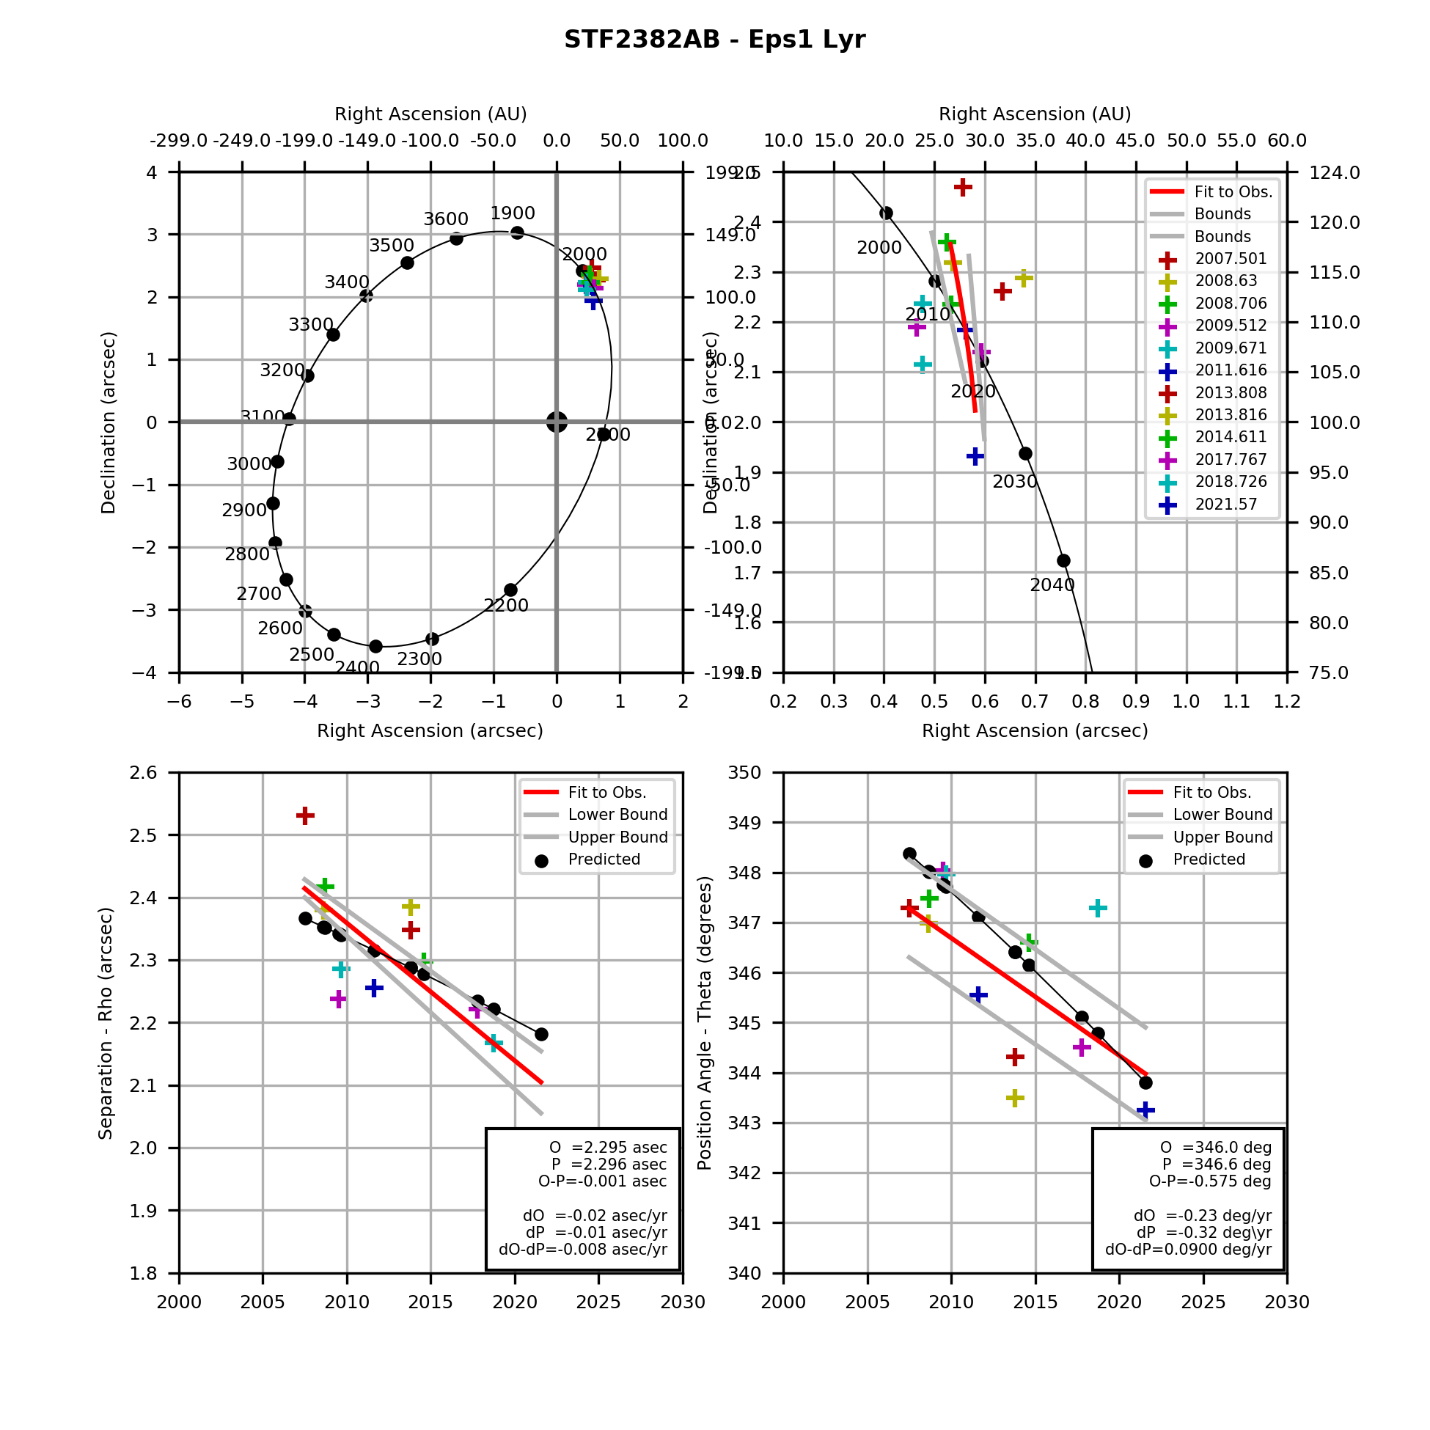 STF2382AB - Eps1 Lyr
Right Ascension (AU)
-299.0 -249.0 -199.0 -149.0 -100.0 -50.0 0.0 50.0 100.0
4
3
2
1
0
−1
−2
−3
−4
Declination (arcsec)
3600
1900
3500
2000
3400
3300
3200
3100
3000
2900
2800
2700
2600
2500
2400
2300
2200
199.0
149.0
100.0
50.0
-50.0
-100.0
-149.0
-199.0
−6 −5 −4 −3 −2 −1 0 1 2
Right Ascension (arcsec)
Right Ascension (AU)
10.0 15.0 20.0 25.0 30.0 35.0 40.0 45.0 50.0 55.0 60.0
2.5
2.4
2.3
2.2
2.1
2.0
1.9
1.8
1.7
1.6
1.5
Declination (arcsec)
2000
2010
2020
2030
2040
Fit to Obs.
Bounds
Bounds
2007.501
2008.63
2008.706
2009.512
2009.671
2011.616
2013.808
2013.816
2014.611
2017.767
2018.726
2021.57
124.0
120.0
115.0
110.0
105.0
100.0
95.0
90.0
85.0
80.0
75.0
0.2 0.3 0.4 0.5 0.6 0.7 0.8 0.9 1.0 1.1 1.2
Right Ascension (arcsec)
2.6
2.5
2.4
2.3
2.2
2.1
2.0
1.9
1.8
Separation - Rho (arcsec)
Fit to Obs.
Lower Bound
Upper Bound
Predicted
O =2.295 asec
P =2.296 asec
O-P=-0.001 asec
dO =-0.02 asec/yr
dP =-0.01 asec/yr
dO-dP=-0.008 asec/yr
2000 2005 2010 2015 2020 2025 2030
350
349
348
347
346
345
344
343
342
341
340
Position Angle - Theta (degrees)
Fit to Obs.
Lower Bound
Upper Bound
Predicted
O =346.0 deg
P =346.6 deg
O-P=-0.575 deg
dO =-0.23 deg/yr
dP =-0.32 deg\yr
dO-dP=0.0900 deg/yr
2000 2005 2010 2015 2020 2025 2030